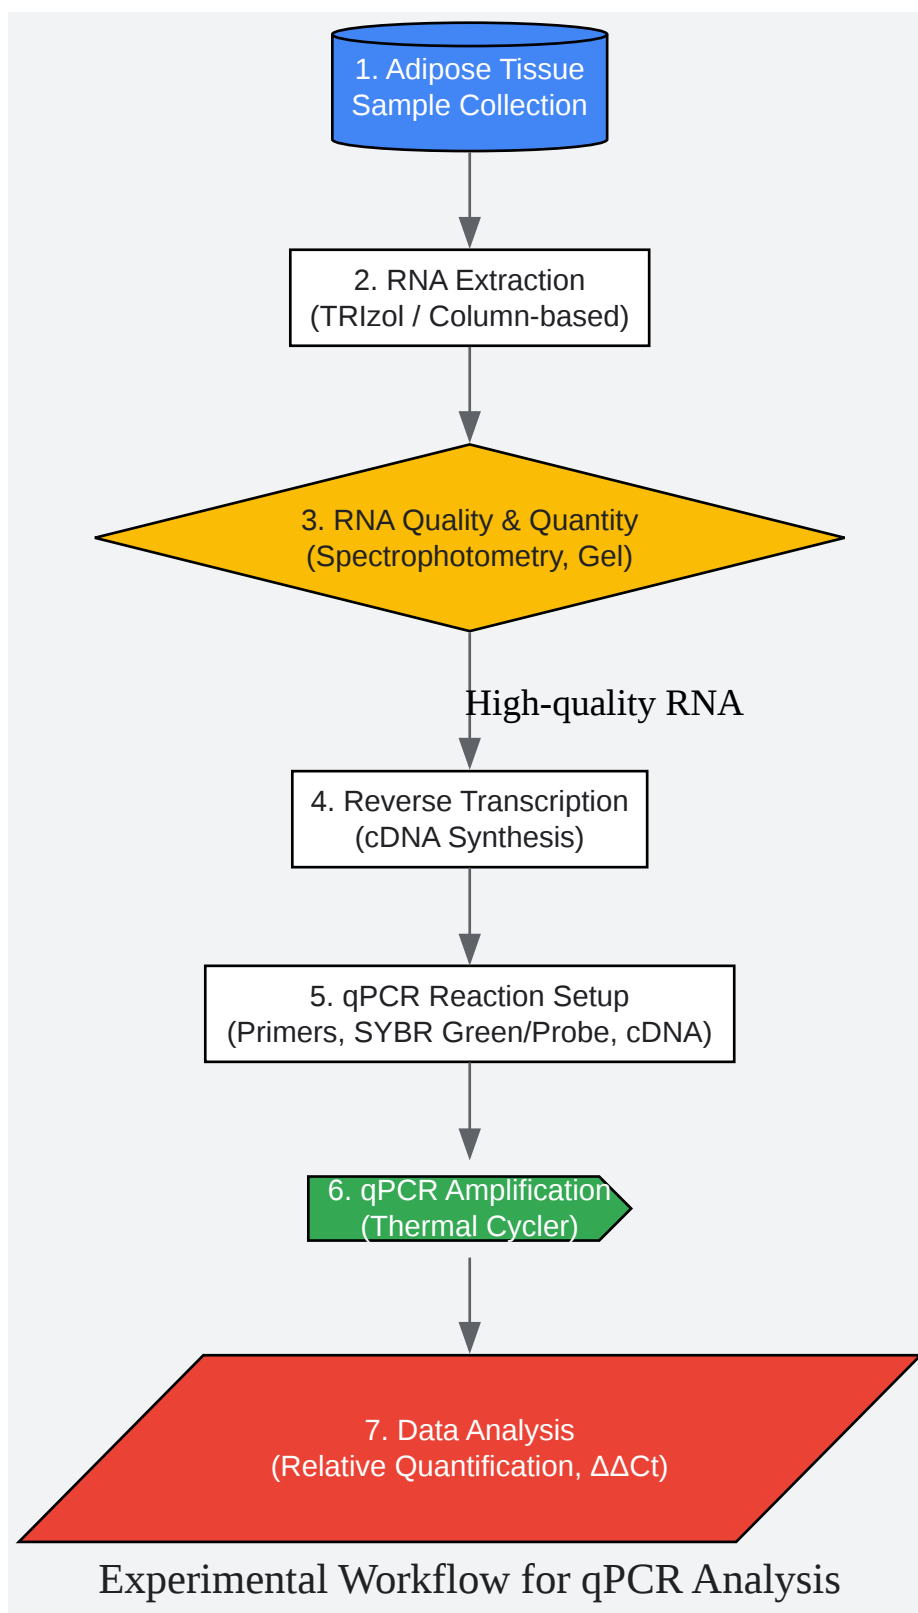 1. Adipose Tissue
Sample Collection
2. RNA Extraction
(TRIzol / Column-based)
3. RNA Quality & Quantity
(Spectrophotometry, Gel)
High-quality RNA
4. Reverse Transcription
(cDNA Synthesis)
5. qPCR Reaction Setup
(Primers, SYBR Green/Probe, cDNA)
6. qPCR Amplification
(Thermal Cycler)
7. Data Analysis
(Relative Quantification, ΔΔCt)
Experimental Workflow for qPCR Analysis